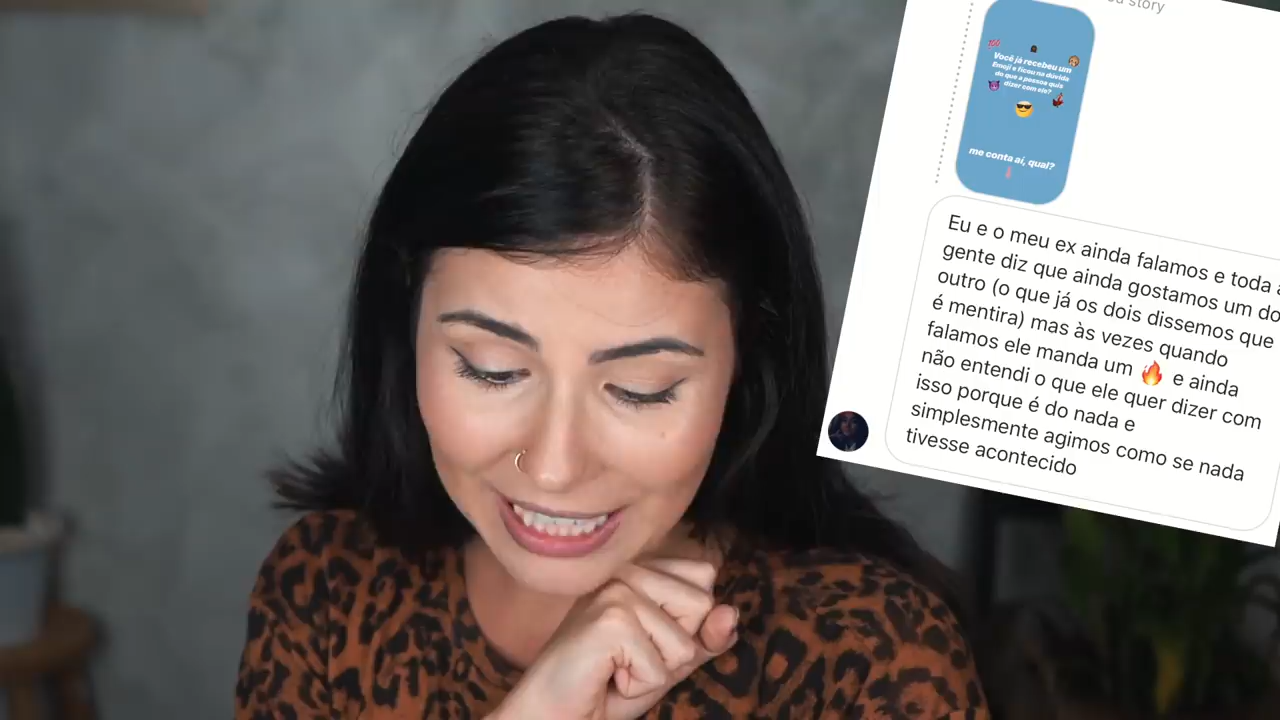 story
Você já recebeu um
Emoji e ficou na dúvida
do que a pessoa quis
dizer com ele?
me conta aí, qual?
Eu e o meu ex ainda falamos e toda a
gente diz que ainda gostamos um do
outro (o que já os dois dissemos que
é mentira) mas às vezes quando
falamos ele manda um 🔥 e ainda
não entendi o que ele quer dizer com
isso porque é do nada e
simplesmente agimos como se nada
tivesse acontecido